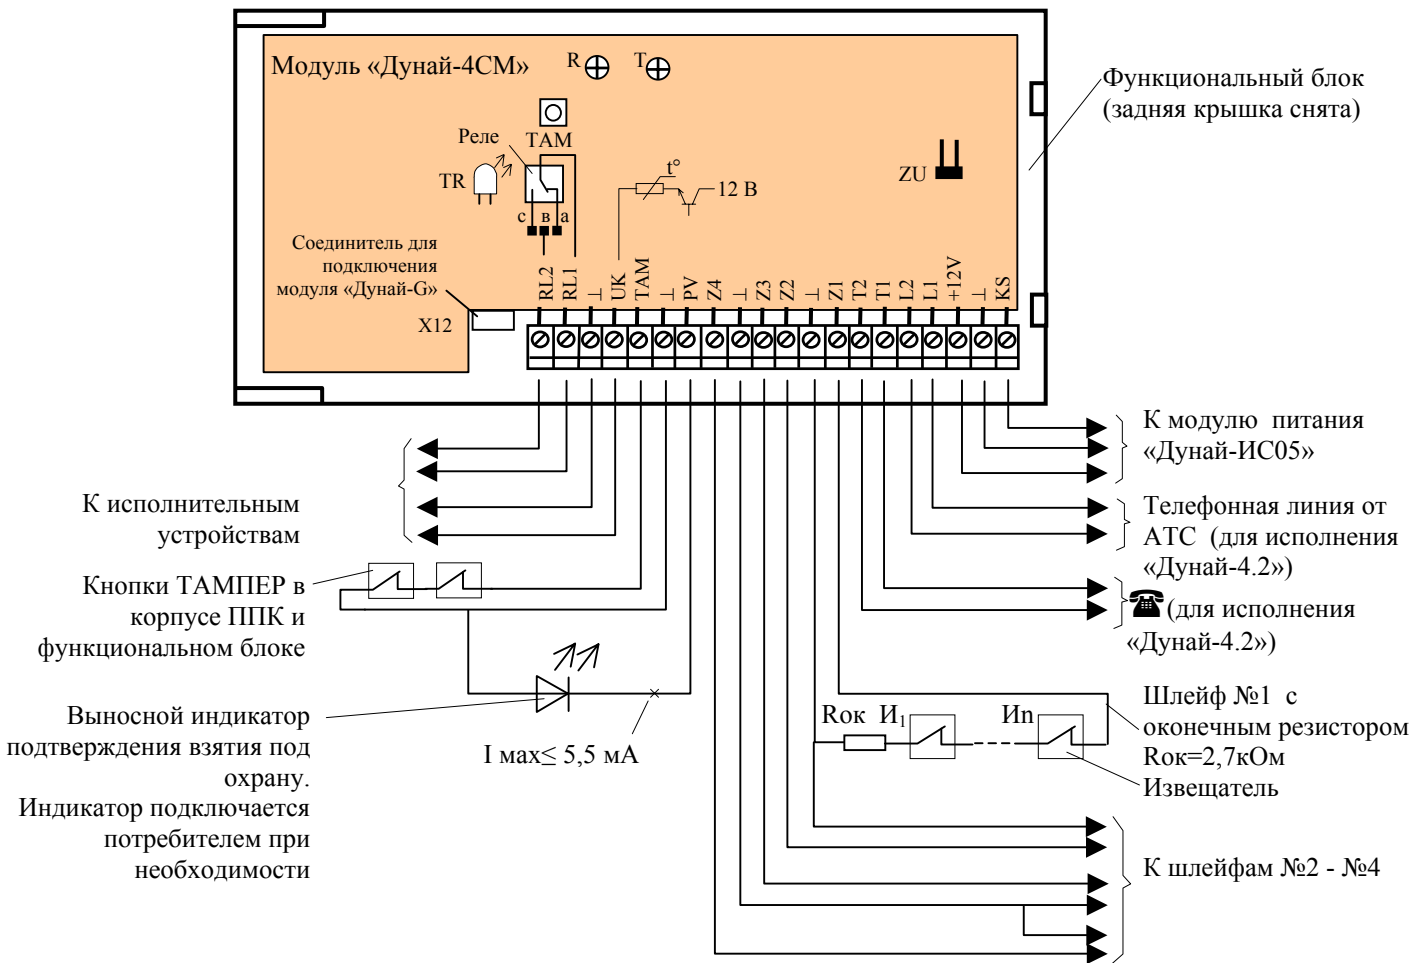 Модуль «Дунай-4СМ»
R
T
Функциональный блок
(задняя крышка снята)
Реле
TAM
TR
t°
12 В
ZU
с
в
а
Соединитель для
подключения
модуля «Дунай-G»
X12
RL2
RL1
⊥
UK
TAM
⊥
PV
Z4
⊥
Z3
Z2
⊥
Z1
T2
T1
L2
L1
+12V
⊥
KS
К модулю питания
«Дунай-ИС05»
К исполнительным
устройствам
Телефонная линия от
АТС (для исполнения
«Дунай-4.2»)
Кнопки ТАМПЕР в
корпусе ППК и
функциональном блоке
(для исполнения
«Дунай-4.2»)
Выносной индикатор
подтверждения взятия под
охрану.
Индикатор подключается
потребителем при
необходимости
I мах≤ 5,5 мА
Rок
И1
Иn
Шлейф №1 с
оконечным резистором
Rок=2,7кОм
Извещатель
К шлейфам №2 - №4